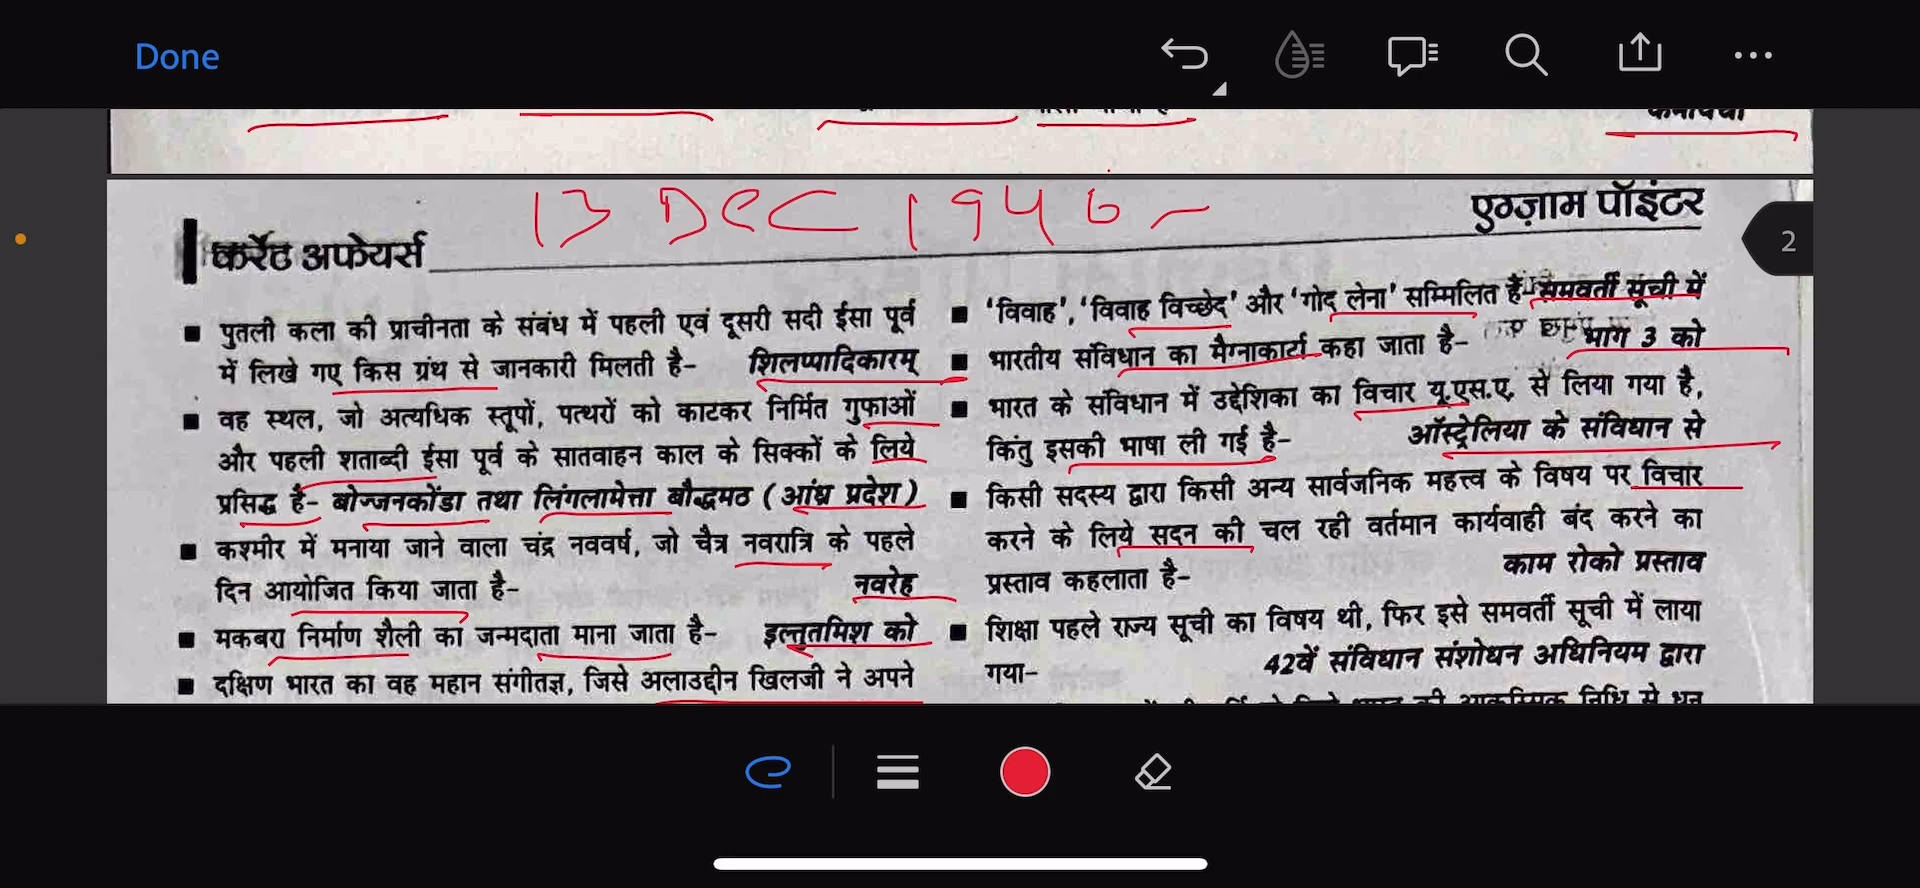 Done
13 DEC 1946 -
एग्ज़ाम पॉइंटर
करेंट अफेयर्स
2
■ पुतली कला की प्राचीनता के संबंध में पहली एवं दूसरी सदी ईसा पूर्व
में लिखे गए किस ग्रंथ से जानकारी मिलती है- शिलप्पादिकारम्
■ वह स्थल, जो अत्यधिक स्तूपों, पत्थरों को काटकर निर्मित गुफाओं
और पहली शताब्दी ईसा पूर्व के सातवाहन काल के सिक्कों के लिये
प्रसिद्ध है- बोज्जनकोंडा तथा लिंगलामेत्ता बौद्धमठ (आंध्र प्रदेश)
■ कश्मीर में मनाया जाने वाला चंद्र नववर्ष, जो चैत्र नवरात्रि के पहले
दिन आयोजित किया जाता है- नवरेह
■ मकबरा निर्माण शैली का जन्मदाता माना जाता है- इल्तुतमिश को
■ दक्षिण भारत का वह महान संगीतज्ञ, जिसे अलाउद्दीन खिलजी ने अपने
■ 'विवाह', 'विवाह विच्छेद' और 'गोद लेना' सम्मिलित हैं- समवर्ती सूची में
■ भारतीय संविधान का मैग्नाकार्टा कहा जाता है- भाग 3 को
■ भारत के संविधान में उद्देशिका का विचार यू.एस.ए. से लिया गया है,
किंतु इसकी भाषा ली गई है- ऑस्ट्रेलिया के संविधान से
■ किसी सदस्य द्वारा किसी अन्य सार्वजनिक महत्त्व के विषय पर विचार
करने के लिये सदन की चल रही वर्तमान कार्यवाही बंद करने का
प्रस्ताव कहलाता है- काम रोको प्रस्ताव
■ शिक्षा पहले राज्य सूची का विषय थी, फिर इसे समवर्ती सूची में लाया
गया- 42वें संविधान संशोधन अधिनियम द्वारा